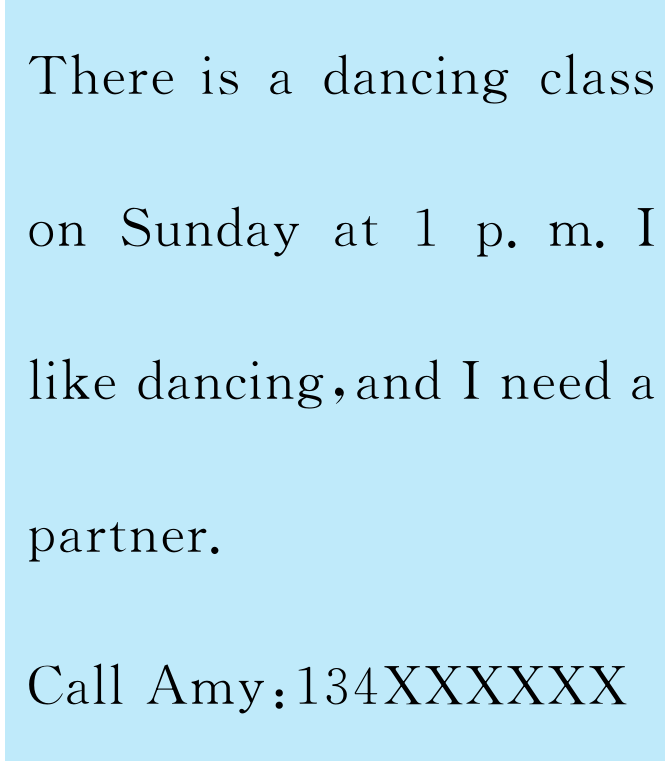 There is a dancing class
on Sunday at 1 p. m. I
like dancing,and I need a
partner.
Call Amy:134XXXXXX